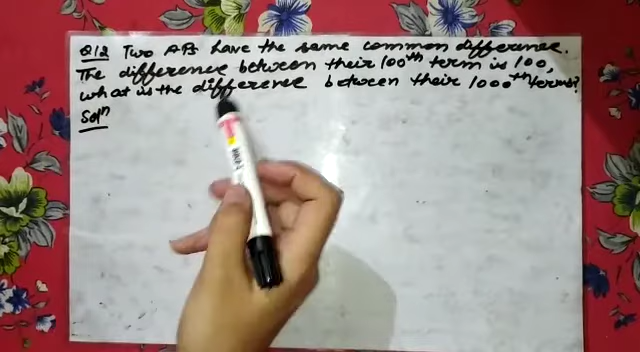 Q12 Two APs have the same common difference.
The difference between their 100th term is 100,
what is the difference between their 1000th terms?
Solⁿ